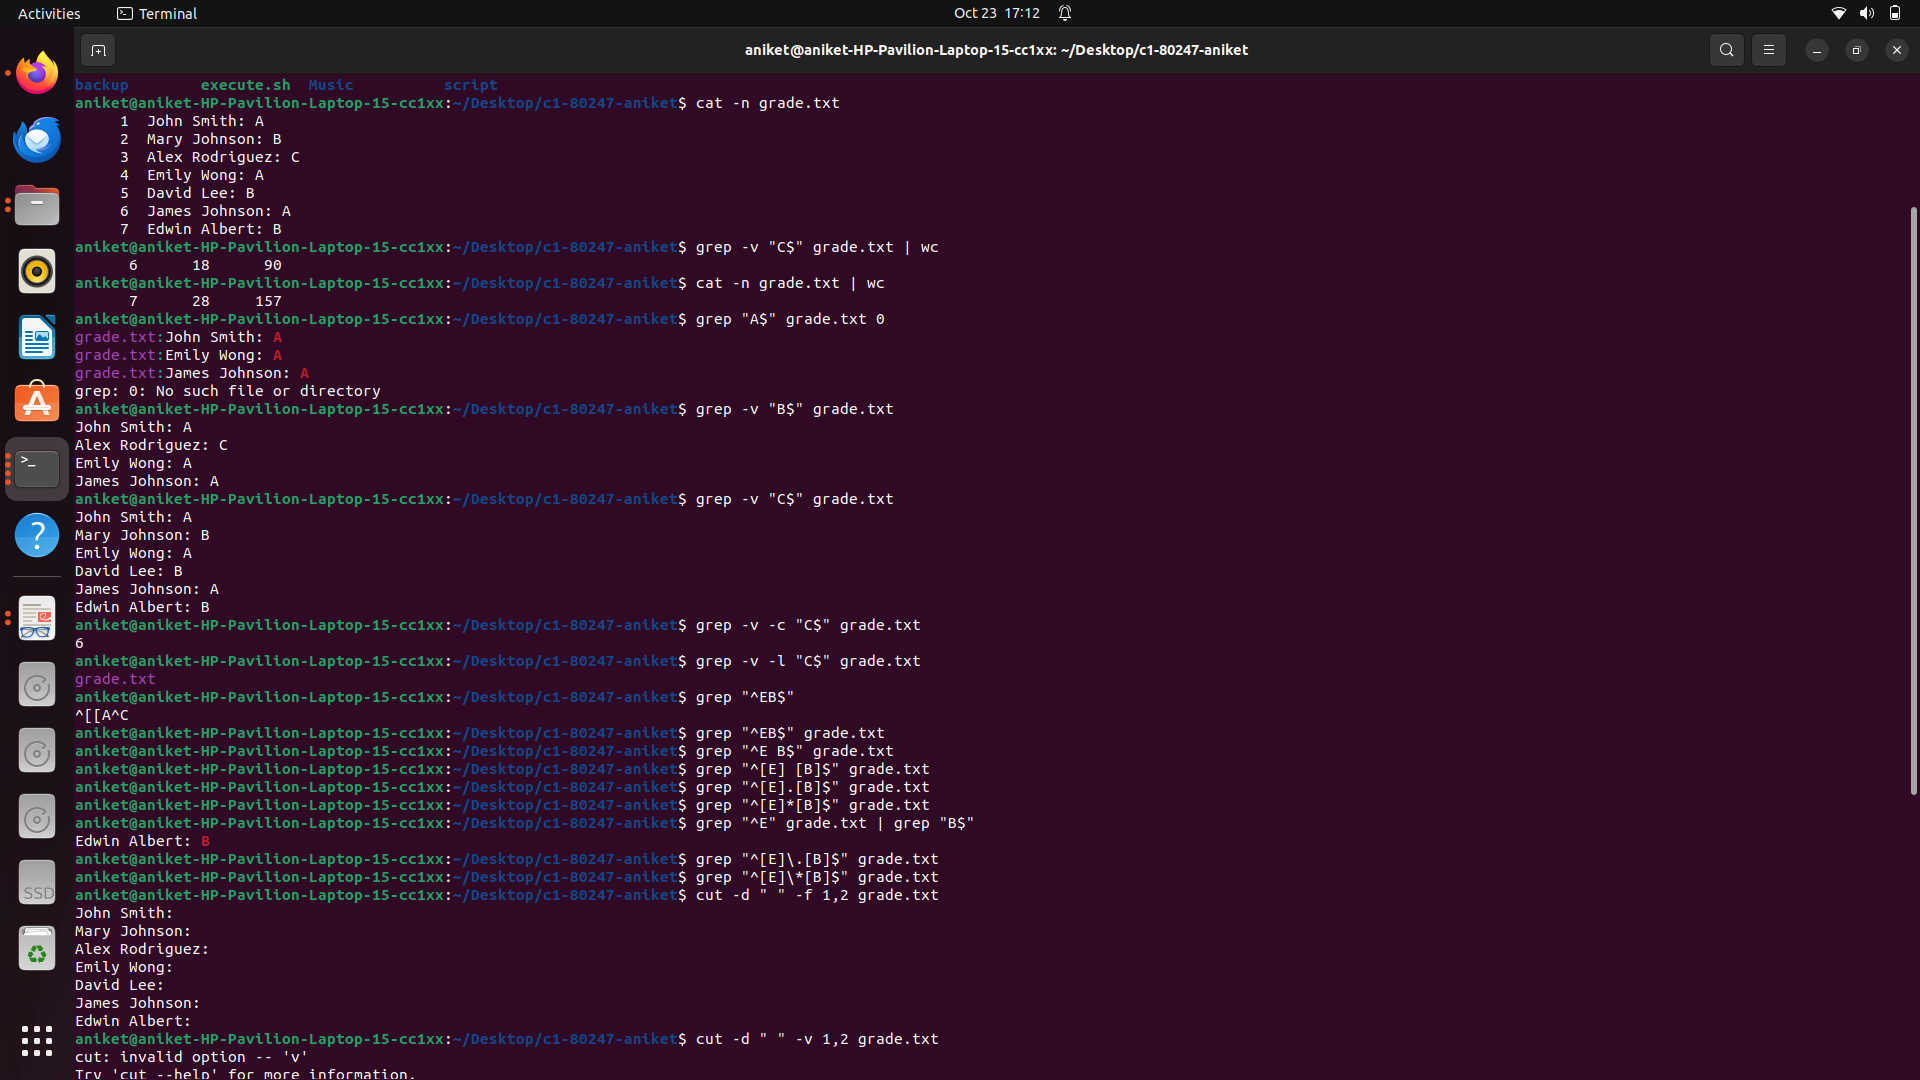 Activities Terminal Oct 23 17:12
aniket@aniket-HP-Pavilion-Laptop-15-cc1xx: ~/Desktop/c1-80247-aniket
backup execute.sh Music script
aniket@aniket-HP-Pavilion-Laptop-15-cc1xx:~/Desktop/c1-80247-aniket$ cat -n grade.txt
1 John Smith: A
2 Mary Johnson: B
3 Alex Rodriguez: C
4 Emily Wong: A
5 David Lee: B
6 James Johnson: A
7 Edwin Albert: B
aniket@aniket-HP-Pavilion-Laptop-15-cc1xx:~/Desktop/c1-80247-aniket$ grep -v "C$" grade.txt | wc
6 18 90
aniket@aniket-HP-Pavilion-Laptop-15-cc1xx:~/Desktop/c1-80247-aniket$ cat -n grade.txt | wc
7 28 157
aniket@aniket-HP-Pavilion-Laptop-15-cc1xx:~/Desktop/c1-80247-aniket$ grep "A$" grade.txt 0
grade.txt:John Smith: A
grade.txt:Emily Wong: A
grade.txt:James Johnson: A
grep: 0: No such file or directory
aniket@aniket-HP-Pavilion-Laptop-15-cc1xx:~/Desktop/c1-80247-aniket$ grep -v "B$" grade.txt
John Smith: A
Alex Rodriguez: C
Emily Wong: A
James Johnson: A
aniket@aniket-HP-Pavilion-Laptop-15-cc1xx:~/Desktop/c1-80247-aniket$ grep -v "C$" grade.txt
John Smith: A
Mary Johnson: B
Emily Wong: A
David Lee: B
James Johnson: A
Edwin Albert: B
aniket@aniket-HP-Pavilion-Laptop-15-cc1xx:~/Desktop/c1-80247-aniket$ grep -v -c "C$" grade.txt
6
aniket@aniket-HP-Pavilion-Laptop-15-cc1xx:~/Desktop/c1-80247-aniket$ grep -v -l "C$" grade.txt
grade.txt
aniket@aniket-HP-Pavilion-Laptop-15-cc1xx:~/Desktop/c1-80247-aniket$ grep "^EB$"
^[[A^C
aniket@aniket-HP-Pavilion-Laptop-15-cc1xx:~/Desktop/c1-80247-aniket$ grep "^EB$" grade.txt
aniket@aniket-HP-Pavilion-Laptop-15-cc1xx:~/Desktop/c1-80247-aniket$ grep "^E B$" grade.txt
aniket@aniket-HP-Pavilion-Laptop-15-cc1xx:~/Desktop/c1-80247-aniket$ grep "^[E] [B]$" grade.txt
aniket@aniket-HP-Pavilion-Laptop-15-cc1xx:~/Desktop/c1-80247-aniket$ grep "^[E].[B]$" grade.txt
aniket@aniket-HP-Pavilion-Laptop-15-cc1xx:~/Desktop/c1-80247-aniket$ grep "^[E]*[B]$" grade.txt
aniket@aniket-HP-Pavilion-Laptop-15-cc1xx:~/Desktop/c1-80247-aniket$ grep "^E" grade.txt | grep "B$"
Edwin Albert: B
aniket@aniket-HP-Pavilion-Laptop-15-cc1xx:~/Desktop/c1-80247-aniket$ grep "^[E]\.[B]$" grade.txt
aniket@aniket-HP-Pavilion-Laptop-15-cc1xx:~/Desktop/c1-80247-aniket$ grep "^[E]\*[B]$" grade.txt
aniket@aniket-HP-Pavilion-Laptop-15-cc1xx:~/Desktop/c1-80247-aniket$ cut -d " " -f 1,2 grade.txt
John Smith:
Mary Johnson:
Alex Rodriguez:
Emily Wong:
David Lee:
James Johnson:
Edwin Albert:
aniket@aniket-HP-Pavilion-Laptop-15-cc1xx:~/Desktop/c1-80247-aniket$ cut -d " " -v 1,2 grade.txt
cut: invalid option -- 'v'
Try 'cut --help' for more information.
SSD